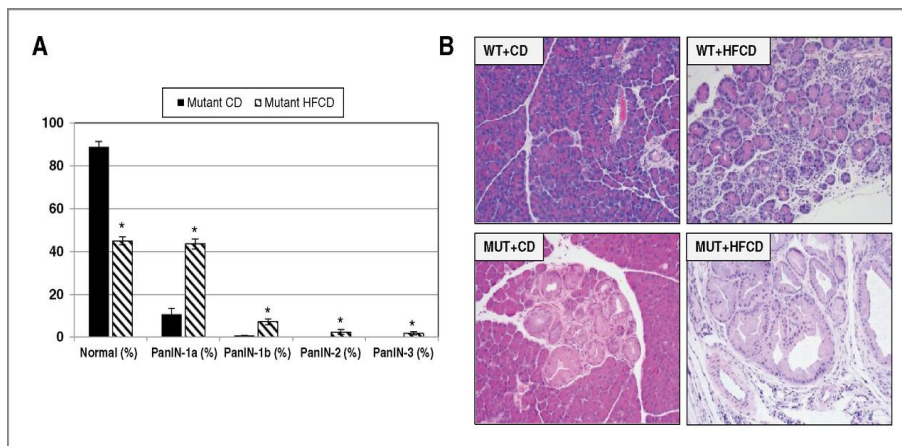 A
Mutant CD Mutant HFCD
100
80
60
40
20
0
* * * * *
Normal (%) PanIN-1a (%) PanIN-1b (%) PanIN-2 (%) PanIN-3 (%)
B
WT+CD WT+HFCD
MUT+CD MUT+HFCD